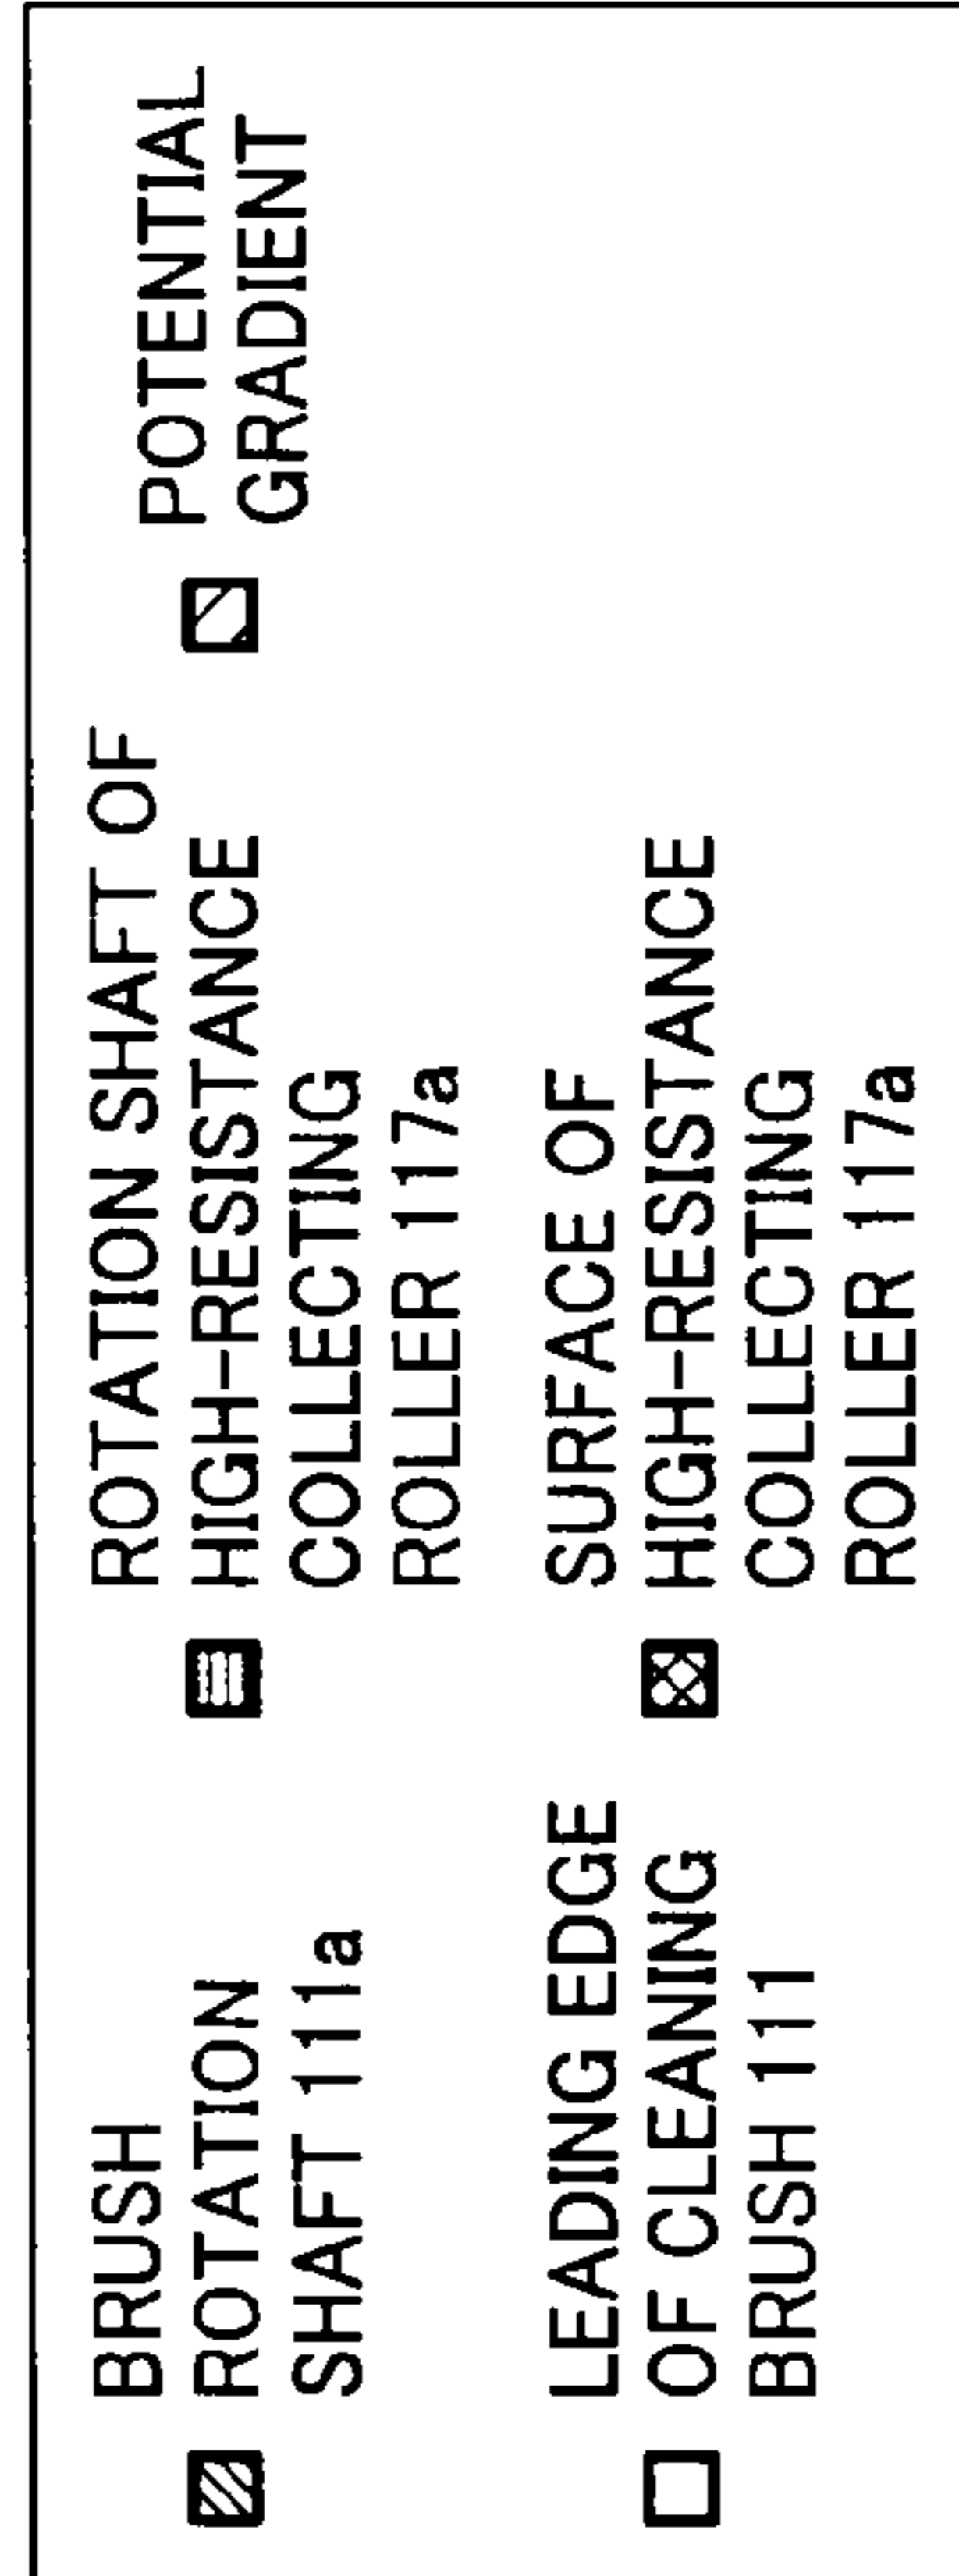 BRUSH
ROTATION
SHAFT 111a
LEADING EDGE
OF CLEANING
BRUSH 111
ROTATION SHAFT OF
HIGH-RESISTANCE
COLLECTING
ROLLER 117a
SURFACE OF
HIGH-RESISTANCE
COLLECTING
ROLLER 117a
POTENTIAL
GRADIENT